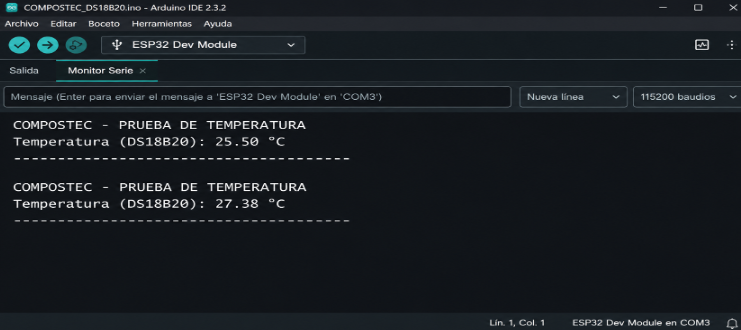 COMPOSTEC_DS18B20.ino - Arduino IDE 2.3.2
Archivo Editar Boceto Herramientas Ayuda
ESP32 Dev Module
Salida Monitor Serie ×
Mensaje (Enter para enviar el mensaje a 'ESP32 Dev Module' en 'COM3')
Nueva línea
115200 baudios
COMPOSTEC - PRUEBA DE TEMPERATURA
Temperatura (DS18B20): 25.50 °C
--------------------------------------
COMPOSTEC - PRUEBA DE TEMPERATURA
Temperatura (DS18B20): 27.38 °C
--------------------------------------
Lín. 1, Col. 1 ESP32 Dev Module en COM3